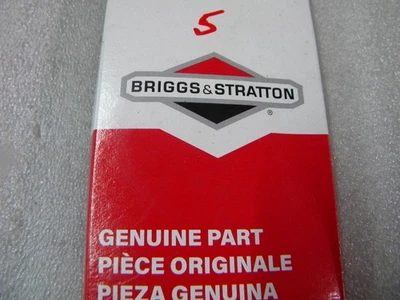 5
BRIGGS & STRATTON
®
GENUINE PART
PIÈCE ORIGINALE
PIEZA GENUINA